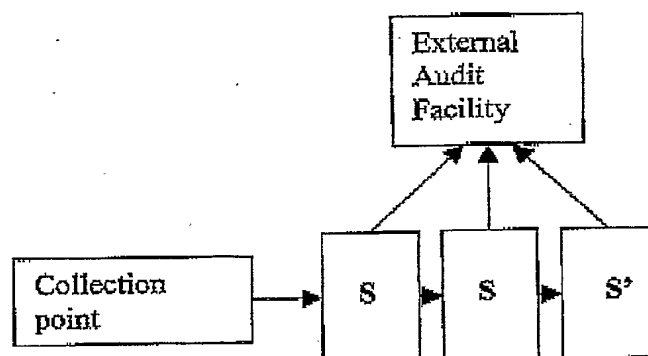 External
Audit
Facility
Collection
point
S
S
S'